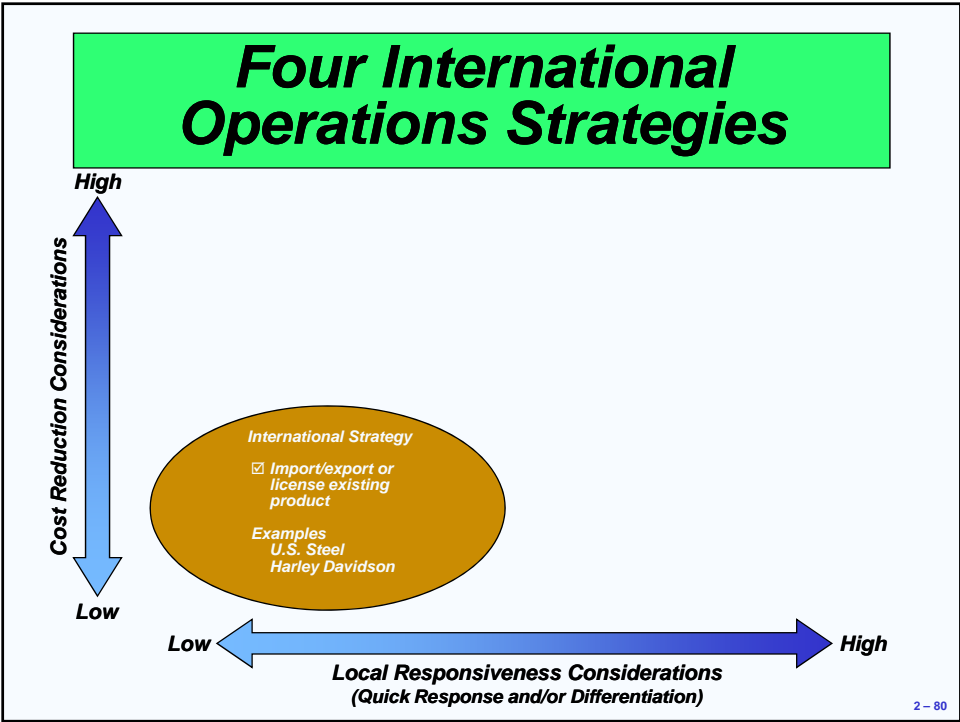 Four International
Operations Strategies
High
Cost Reduction Considerations
International Strategy
☑ Import/export or
license existing
product
Examples
U.S. Steel
Harley Davidson
Low
Low
High
Local Responsiveness Considerations
(Quick Response and/or Differentiation)
2 – 80